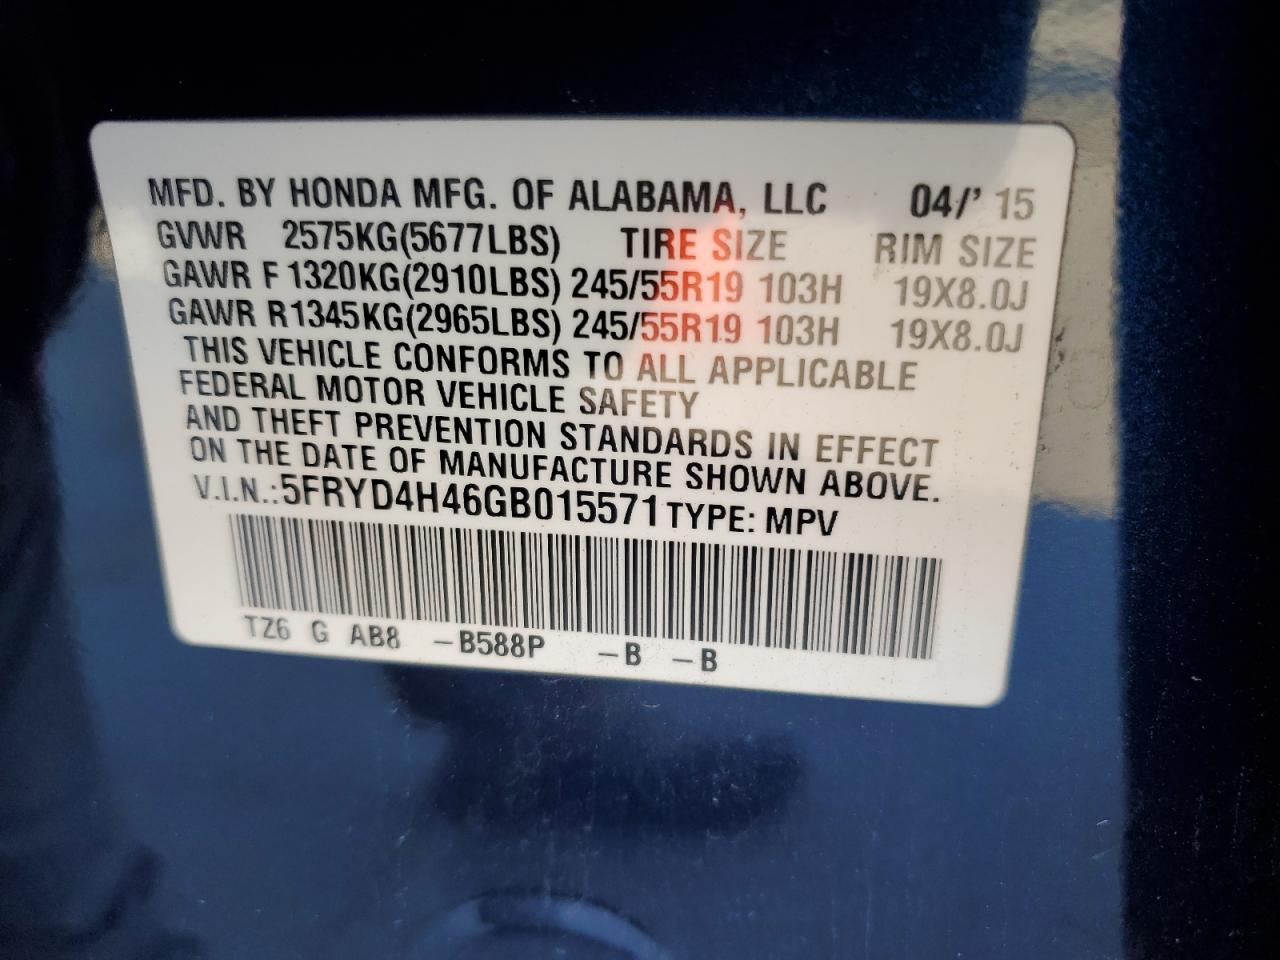 MFD. BY HONDA MFG. OF ALABAMA, LLC 04/' 15
GVWR 2575KG(5677LBS) TIRE SIZE RIM SIZE
GAWR F 1320KG(2910LBS) 245/55R19 103H 19X8.0J
GAWR R1345KG(2965LBS) 245/55R19 103H 19X8.0J
THIS VEHICLE CONFORMS TO ALL APPLICABLE
FEDERAL MOTOR VEHICLE SAFETY
AND THEFT PREVENTION STANDARDS IN EFFECT
ON THE DATE OF MANUFACTURE SHOWN ABOVE.
V.I.N.:5FRYD4H46GB015571 TYPE: MPV
TZ6 G AB8 -B588P -B -B